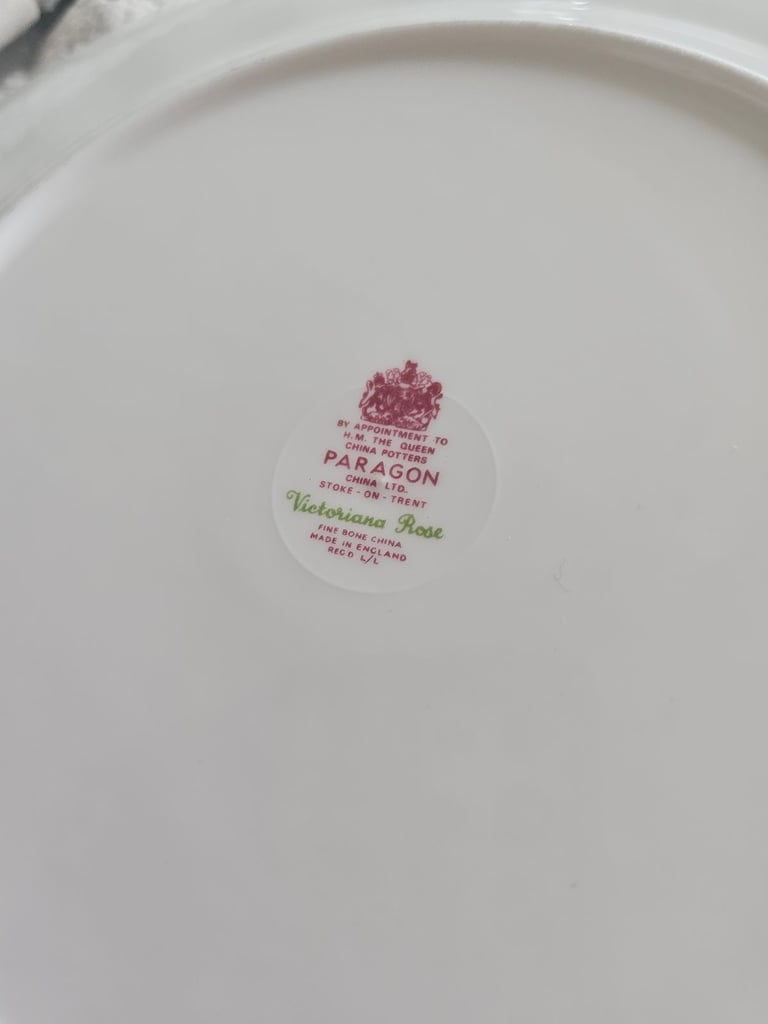 BY APPOINTMENT TO
H.M. THE QUEEN
CHINA POTTERS
PARAGON
CHINA LTD.
STOKE-ON-TRENT
Victoriana Rose
FINE BONE CHINA
MADE IN ENGLAND
REG'D L/L